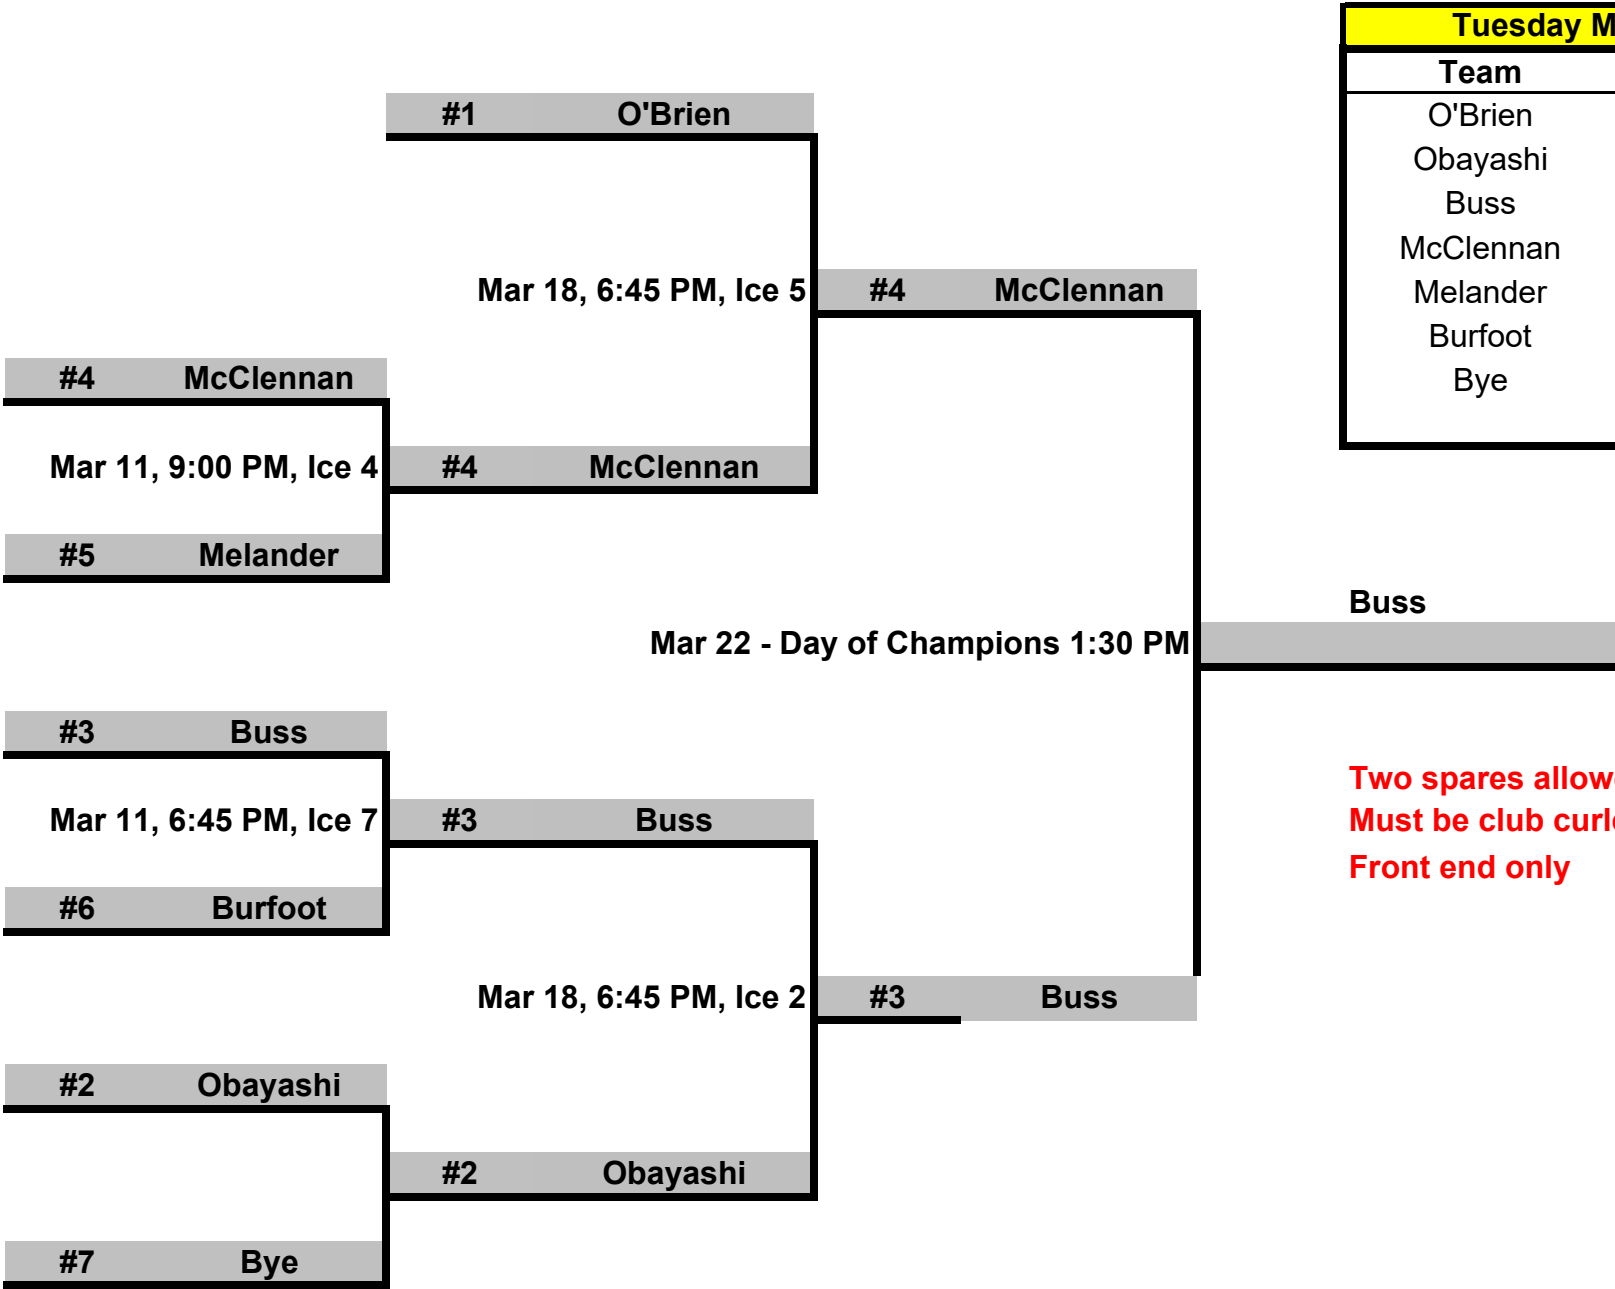 Tuesday M
Team
#1 O'Brien
O'Brien
Obayashi
Buss
McClennan
Mar 18, 6:45 PM, Ice 5 #4 McClennan
Melander
Burfoot
#4 McClennan
Bye
Mar 11, 9:00 PM, Ice 4 #4 McClennan
#5 Melander
Buss
Mar 22 - Day of Champions 1:30 PM
#3 Buss
Two spares allow
Mar 11, 6:45 PM, Ice 7 #3 Buss
Must be club curl
Front end only
#6 Burfoot
Mar 18, 6:45 PM, Ice 2 #3 Buss
#2 Obayashi
#2 Obayashi
#7 Bye